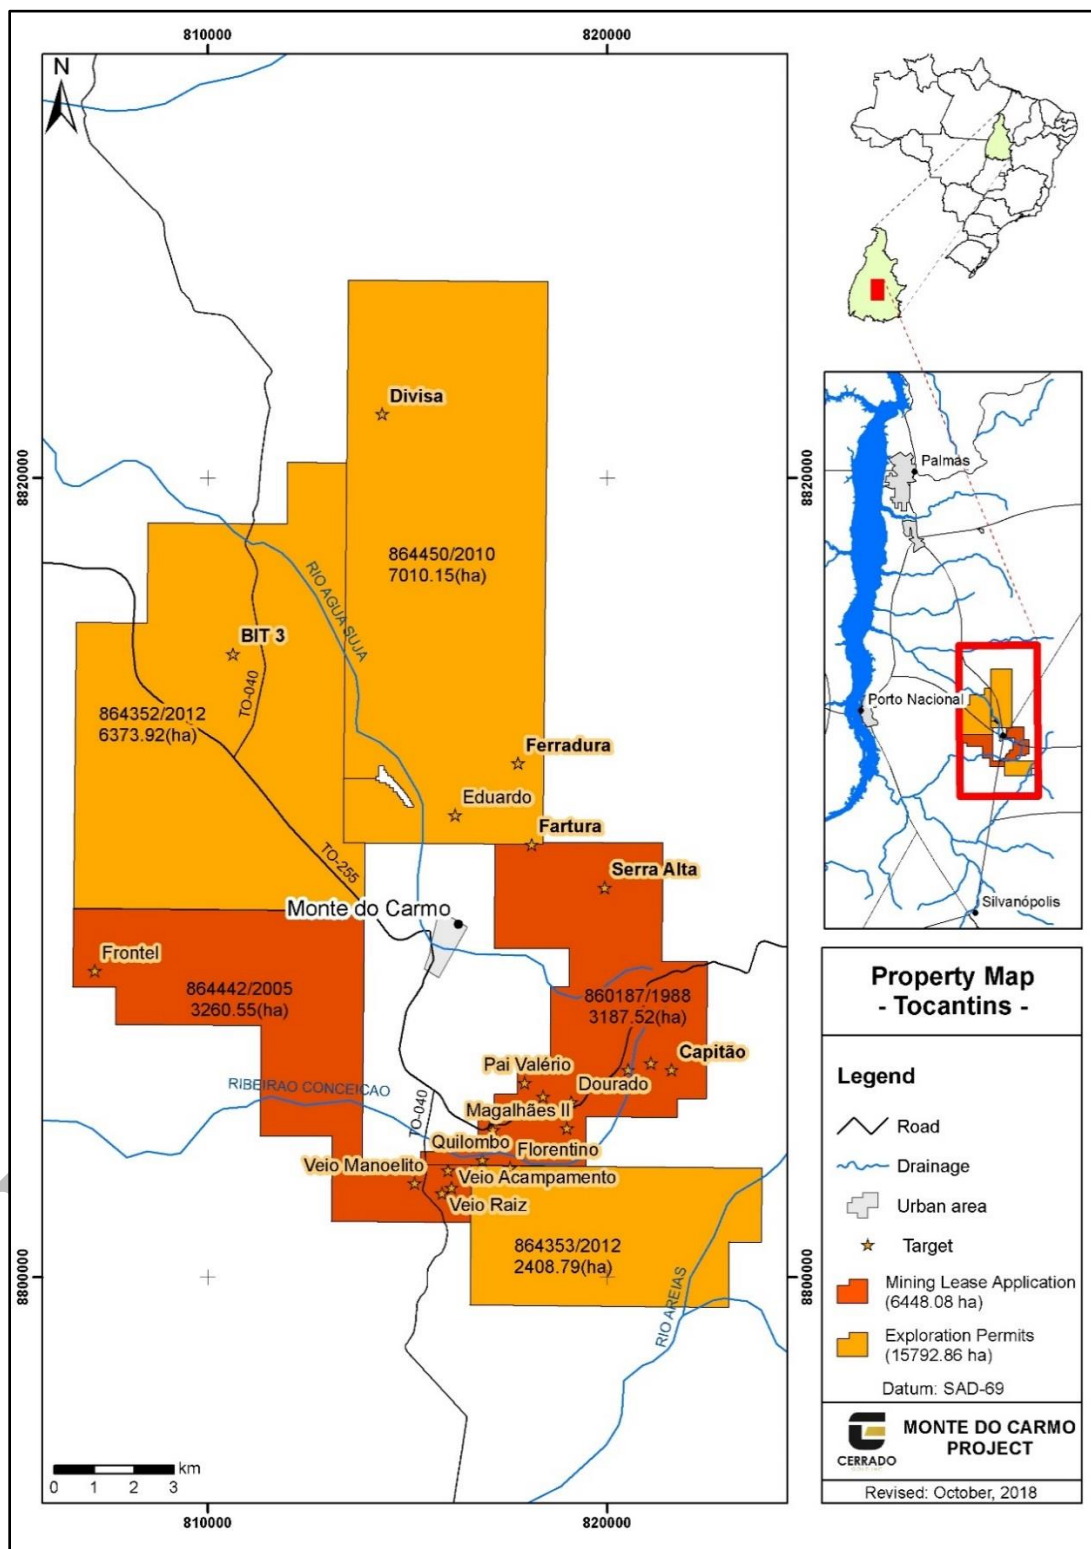 810000
820000
N
Divisa
8820000
8820000
864450/2010
7010.15(ha)
RIO AGUA SUJA
BIT 3
TO-040
864352/2012
6373.92(ha)
Ferradura
Eduardo
Fartura
TO-255
Serra Alta
Monte do Carmo
Frontel
864442/2005
3260.55(ha)
860187/1988
3187.52(ha)
Capitão
Pai Valério
Dourado
RIBEIRAO CONCEICAO
TO-040
Magalhães II
Quilombo
Florentino
Veio Manoelito
Veio Acampamento
Veio Raiz
864353/2012
2408.79(ha)
8800000
8800000
RIO AREIAS
km
0 1 2 3
810000
820000
Palmas
Porto Nacional
Silvanópolis
Property Map
- Tocantins -
Legend
Road
Drainage
Urban area
Target
Mining Lease Application
(6448.08 ha)
Exploration Permits
(15792.86 ha)
Datum: SAD-69
CERRADO
MONTE DO CARMO
PROJECT
Revised: October, 2018